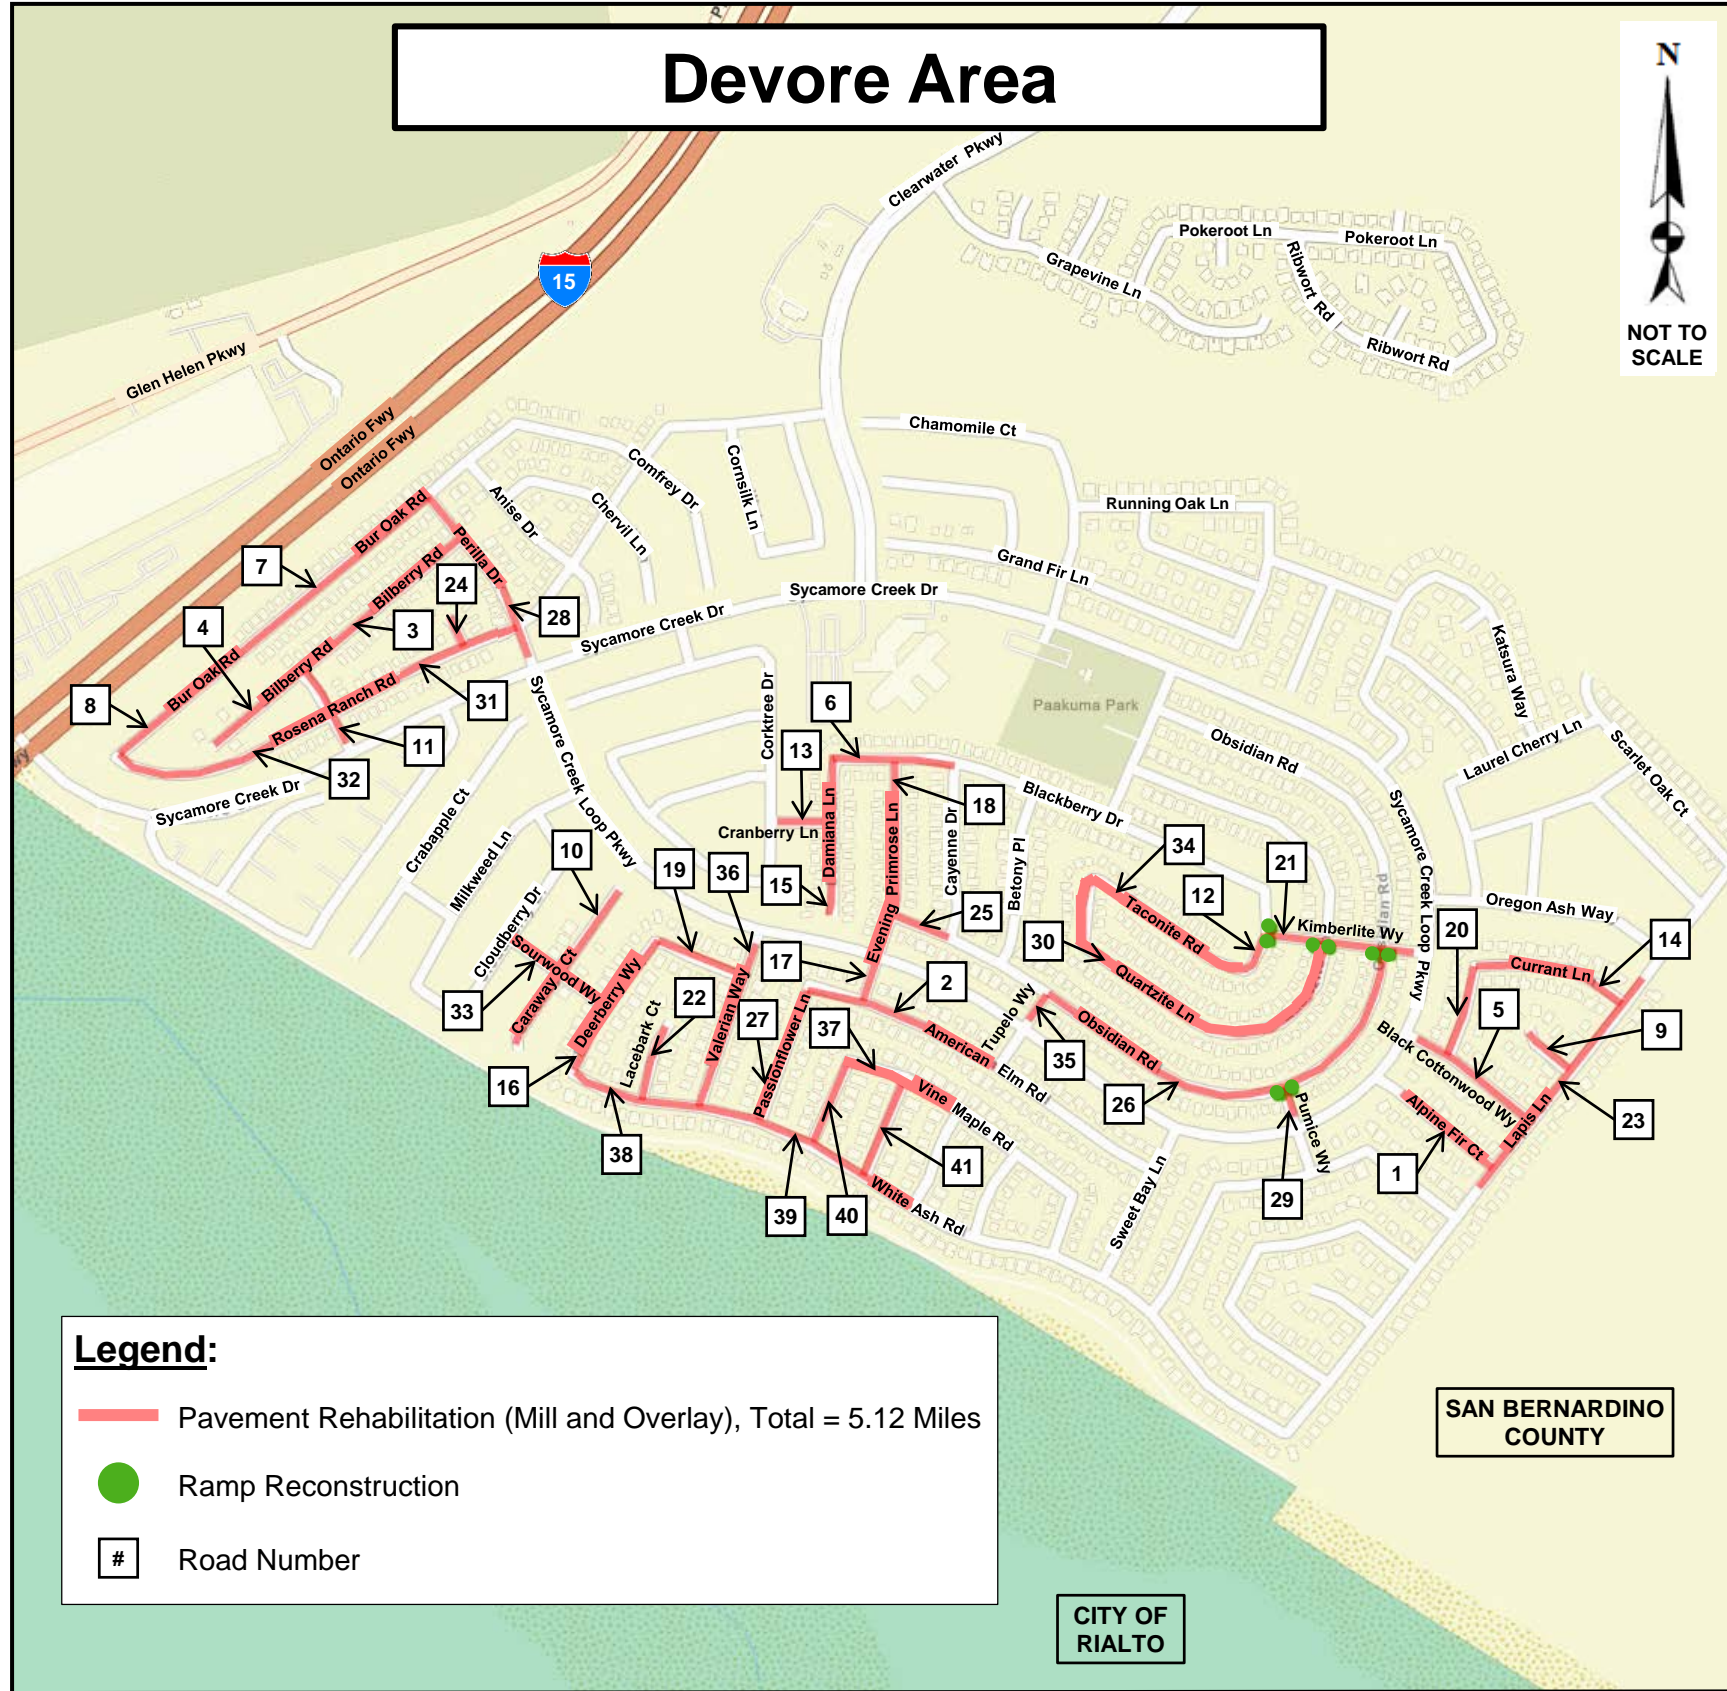 Devore Area
N
NOT TO
SCALE
15
Clearwater Pkwy
Pokeroot Ln
Pokeroot Ln
Grapevine Ln
Ribwort Rd
Ribwort Rd
Glen Helen Pkwy
Ontario Fwy
Ontario Fwy
Chamomile Ct
Comfrey Dr
Cornsilk Ln
Anise Dr
Chervil Ln
Running Oak Ln
Grand Fir Ln
Bur Oak Rd
Perilla Dr
Bilberry Rd
7
24
28
4
3
Sycamore Creek Dr
Sycamore Creek Dr
Katsura Way
Bur Oak Rd
Bilberry Rd
Rosena Ranch Rd
8
31
11
32
Sycamore Creek Dr
Sycamore Creek Loop Pkwy
Corktree Dr
Paakuma Park
6
13
18
Obsidian Rd
Laurel Cherry Ln
Scarlet Oak Ct
Crabapple Ct
Milkweed Ln
Cranberry Ln
Damiana Ln
Evening Primrose Ln
Cayenne Dr
Blackberry Dr
Betony Pl
Sycamore Creek Loop Pkwy
10
19
36
15
25
34
21
12
Cloudberry Dr
Sourwood Wy
Caraway Ct
Deerberry Wy
Taconite Rd
Kimberlite Wy
Oregon Ash Way
20
14
30
17
2
33
22
27
37
Lacebark Ct
Valerian Way
Passionflower Ln
American Elm Rd
Tupelo Wy
Quartzite Ln
Obsidian Rd
Currant Ln
5
9
35
26
16
38
Vine Maple Rd
Black Cottonwood Wy
Alpine Fir Ct
Lapis Ln
Pumice Wy
23
1
29
41
40
39
White Ash Rd
Sweet Bay Ln
Legend:
Pavement Rehabilitation (Mill and Overlay), Total = 5.12 Miles
Ramp Reconstruction
# Road Number
SAN BERNARDINO
COUNTY
CITY OF
RIALTO